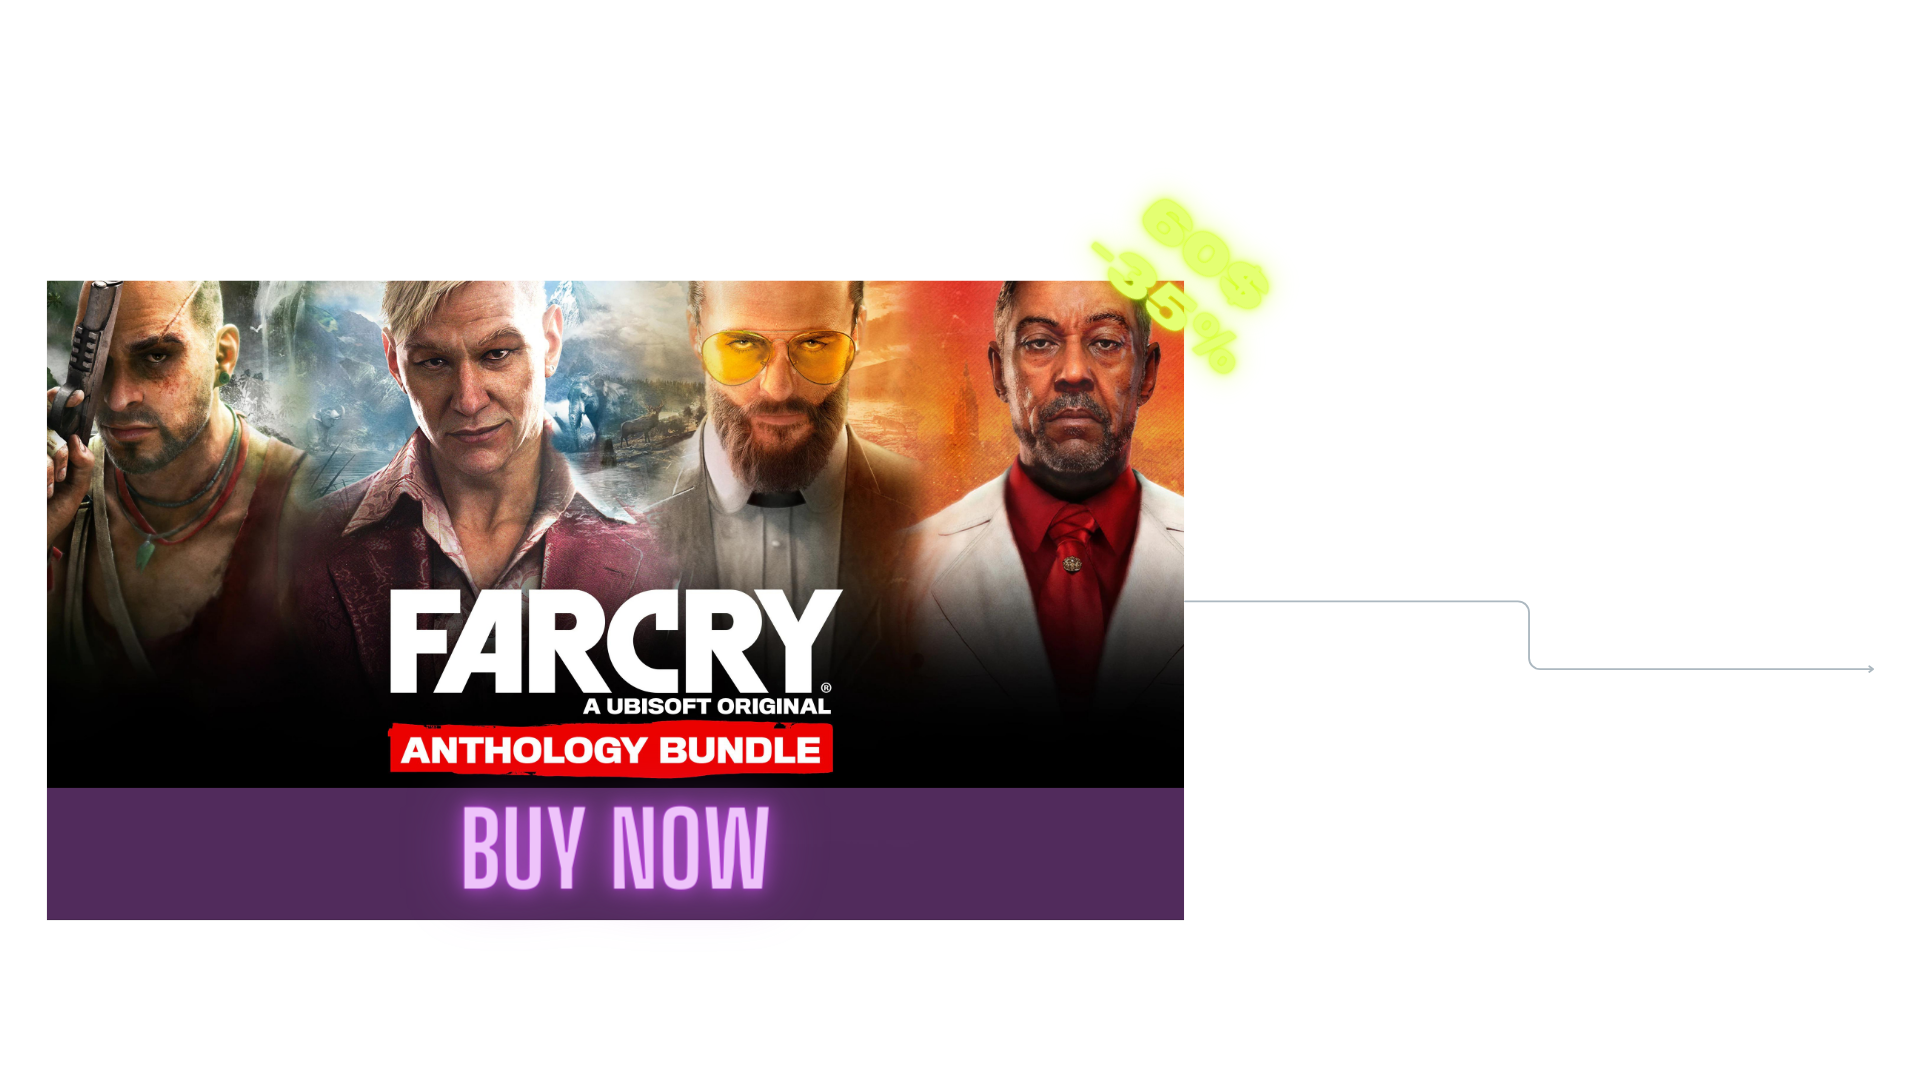 60$
-35%
FARCRY®
A UBISOFT ORIGINAL
ANTHOLOGY BUNDLE
BUY NOW